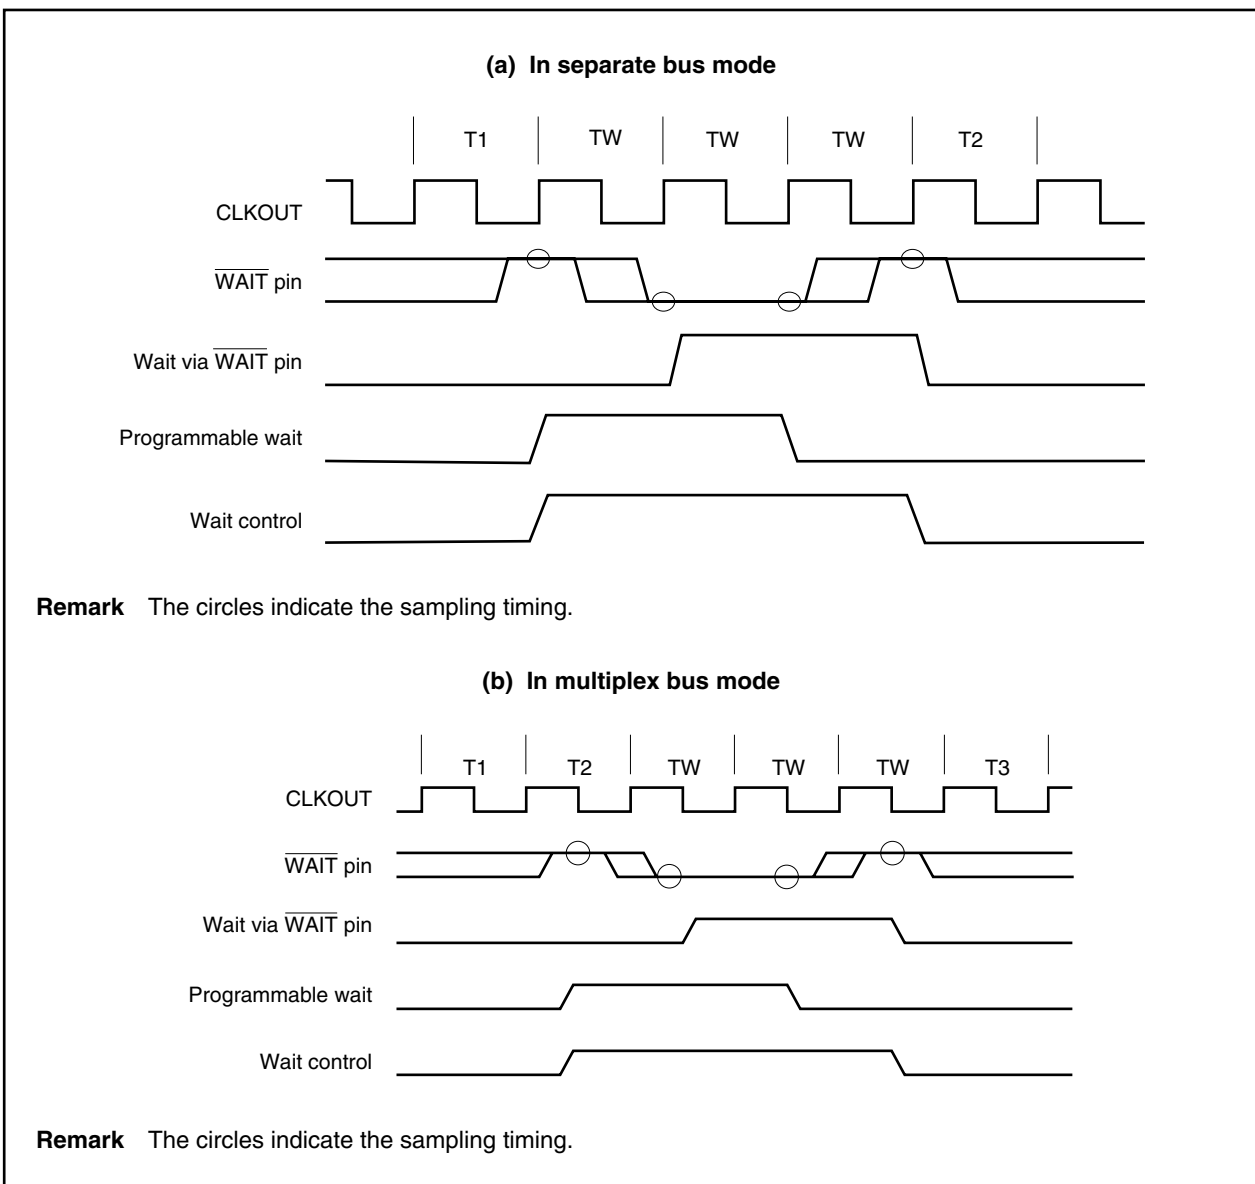 (a) In separate bus mode
T1 TW TW TW T2
CLKOUT
WAIT pin
Wait via WAIT pin
Programmable wait
Wait control
Remark The circles indicate the sampling timing.
(b) In multiplex bus mode
T1 T2 TW TW TW T3
CLKOUT
WAIT pin
Wait via WAIT pin
Programmable wait
Wait control
Remark The circles indicate the sampling timing.